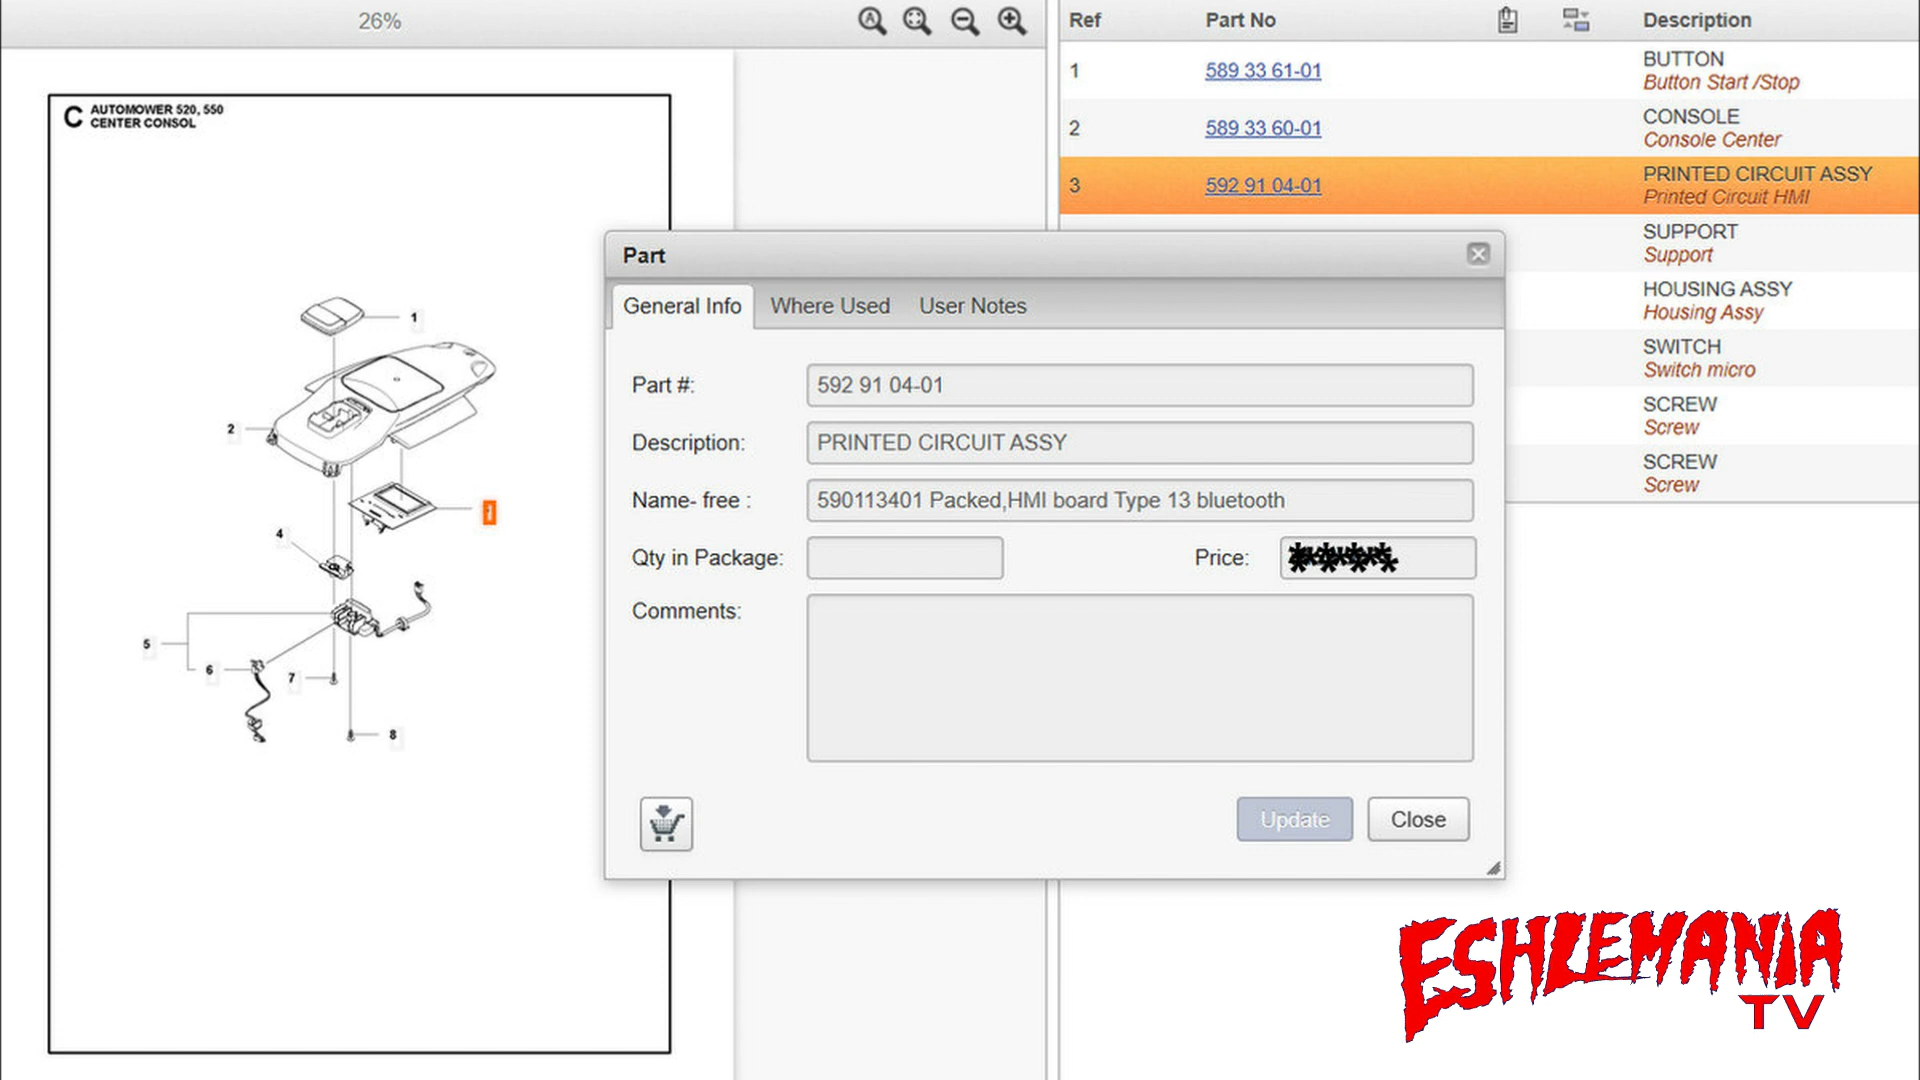 26%
C AUTOMOWER 520, 550
CENTER CONSOL
1
2
4
5
6
7
8
Ref Part No Description
1 589 33 61-01 BUTTON
Button Start /Stop
2 589 33 60-01 CONSOLE
Console Center
3 592 91 04-01 PRINTED CIRCUIT ASSY
Printed Circuit HMI
SUPPORT
Support
HOUSING ASSY
Housing Assy
SWITCH
Switch micro
SCREW
Screw
SCREW
Screw
Part
General Info Where Used User Notes
Part #: 592 91 04-01
Description: PRINTED CIRCUIT ASSY
Name- free : 590113401 Packed,HMI board Type 13 bluetooth
Qty in Package: Price: *****
Comments:
Update Close
ESHLEMANIA
TV